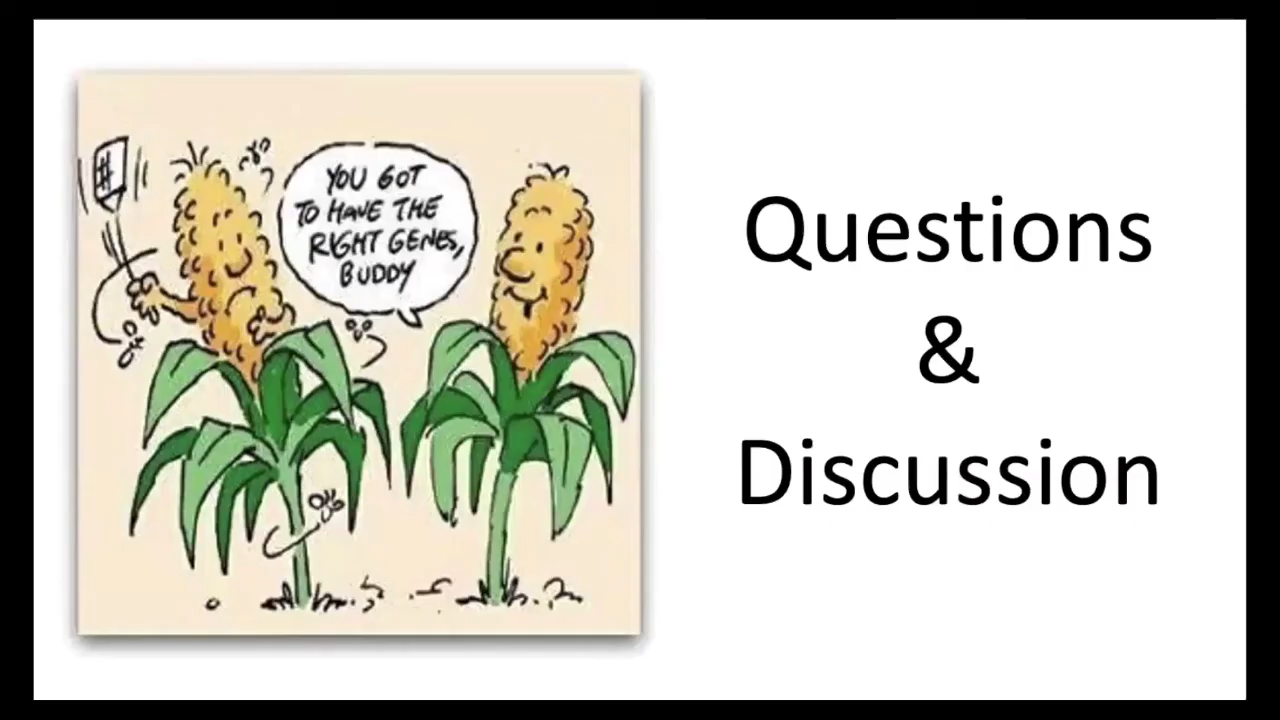 YOU GOT
TO HAVE THE
RIGHT GENES,
BUDDY
Questions
&
Discussion